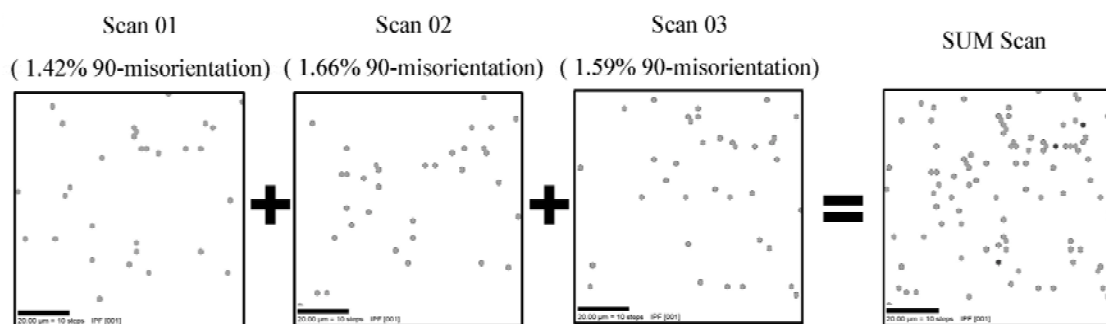 Scan 01
( 1.42% 90-misorientation)
Scan 02
( 1.66% 90-misorientation)
Scan 03
( 1.59% 90-misorientation)
SUM Scan
+
+
=
20.00 µm = 10 steps IPF [001]
20.00 µm = 10 steps IPF [001]
20.00 µm = 10 steps IPF [001]
20.00 µm = 10 steps IPF [001]